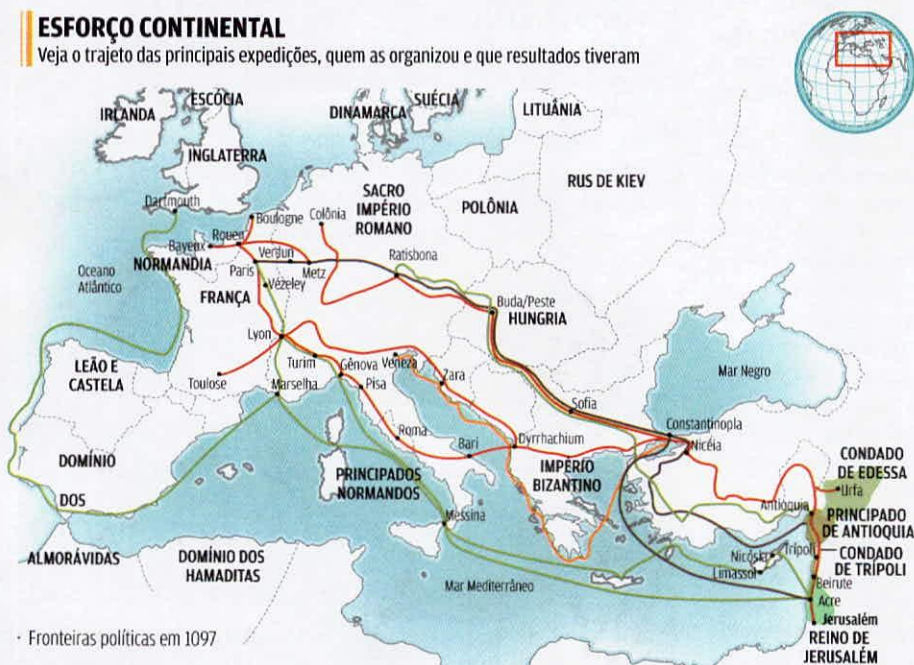 ESFORÇO CONTINENTAL
Veja o trajeto das principais expedições, quem as organizou e que resultados tiveram
IRLANDA
ESCÓCIA
INGLATERRA
DINAMARCA
SUÉCIA
LITUÂNIA
RUS DE KIEV
SACRO
IMPÉRIO
ROMANO
POLÔNIA
Dartmouth
Boulogne
Colônia
Rouen
Bayeux
NORMANDIA
Verdun
Metz
Ratisbona
Paris
Vézeley
Oceano
Atlântico
FRANÇA
Buda/Peste
HUNGRIA
Lyon
Turim
Gênova
Veneza
Zara
Mar Negro
LEÃO E
CASTELA
Toulose
Marselha
Pisa
Sofia
Constantinopla
Nicéia
Roma
Bari
Dyrrhachium
IMPÉRIO
BIZANTINO
CONDADO
DE EDESSA
Urfa
DOMÍNIO
DOS
ALMORÁVIDAS
PRINCIPADOS
NORMANDOS
Antióquia
PRINCIPADO
DE ANTIOQUIA
Messina
DOMÍNIO DOS
HAMADITAS
Nicósia
Trípoli
CONDADO
DE TRÍPOLI
Limassol
Beirute
Mar Mediterrâneo
Acre
Jerusalém
REINO DE
JERUSALÉM
· Fronteiras políticas em 1097